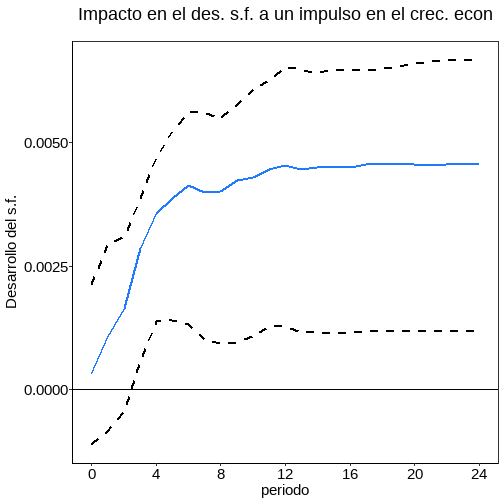 Impacto en el des. s.f. a un impulso en el crec. econ
Desarrollo del s.f.
0.0050
0.0025
0.0000
0 4 8 12 16 20 24
periodo